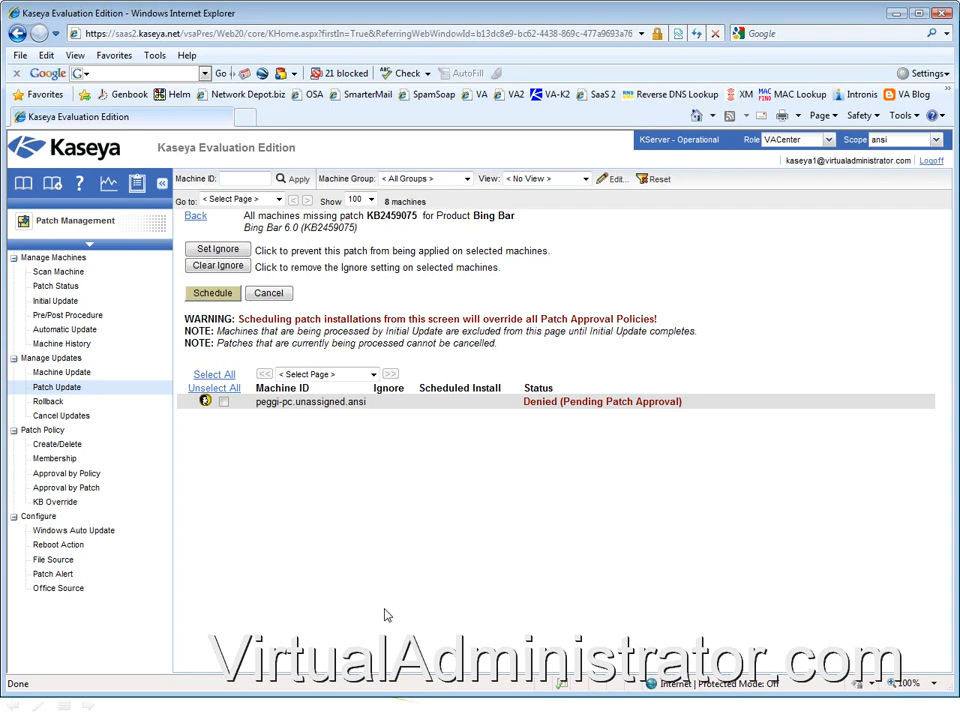 Kaseya Evaluation Edition - Windows Internet Explorer
https://saas2.kaseya.net/vsaPres/Web20/core/KHome.aspx?firstIn=True&ReferringWebWindowId=b13dc8e9-bc62-4438-869c-477a9693a76
Google
File Edit View Favorites Tools Help
Google Go 21 blocked Check AutoFill Settings
Favorites Genbook Helm Network Depot.biz OSA SmarterMail SpamSoap VA VA2 VA-K2 SaaS 2 Reverse DNS Lookup XM MAC Lookup Intronis VA Blog
Kaseya Evaluation Edition
Page Safety Tools
Kaseya
Kaseya Evaluation Edition
KServer - Operational Role VACenter Scope ansi
kaseya1@virtualadministrator.com Logoff
Machine ID: Apply Machine Group: < All Groups > View: < No View > Edit... Reset
Go to: < Select Page > Show 100 8 machines
Patch Management
Manage Machines
Scan Machine
Patch Status
Initial Update
Pre/Post Procedure
Automatic Update
Machine History
Manage Updates
Machine Update
Patch Update
Rollback
Cancel Updates
Patch Policy
Create/Delete
Membership
Approval by Policy
Approval by Patch
KB Override
Configure
Windows Auto Update
Reboot Action
File Source
Patch Alert
Office Source
Back All machines missing patch KB2459075 for Product Bing Bar
Bing Bar 6.0 (KB2459075)
Set Ignore Click to prevent this patch from being applied on selected machines.
Clear Ignore Click to remove the Ignore setting on selected machines.
Schedule Cancel
WARNING: Scheduling patch installations from this screen will override all Patch Approval Policies!
NOTE: Machines that are being processed by Initial Update are excluded from this page until Initial Update completes.
NOTE: Patches that are currently being processed cannot be cancelled.
Select All << < Select Page > >>
Unselect All Machine ID Ignore Scheduled Install Status
peggi-pc.unassigned.ansi Denied (Pending Patch Approval)
VirtualAdministrator.com
Done Internet | Protected Mode: Off 100%